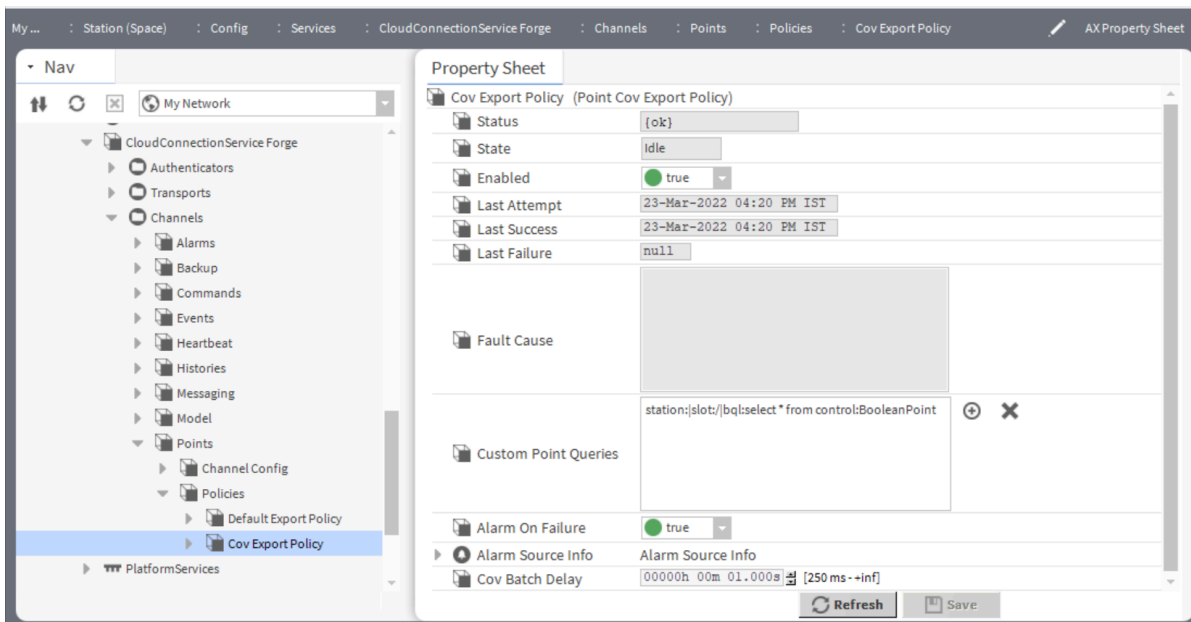 My ... : Station (Space) : Config : Services : CloudConnectionService Forge : Channels : Points : Policies : Cov Export Policy AX Property Sheet
Nav
My Network
CloudConnectionService Forge
Authenticators
Transports
Channels
Alarms
Backup
Commands
Events
Heartbeat
Histories
Messaging
Model
Points
Channel Config
Policies
Default Export Policy
Cov Export Policy
PlatformServices
Property Sheet
Cov Export Policy (Point Cov Export Policy)
Status {ok}
State Idle
Enabled true
Last Attempt 23-Mar-2022 04:20 PM IST
Last Success 23-Mar-2022 04:20 PM IST
Last Failure null
Fault Cause
Custom Point Queries station:|slot:/|bql:select * from control:BooleanPoint
Alarm On Failure true
Alarm Source Info Alarm Source Info
Cov Batch Delay 00000h 00m 01.000s [250 ms - +inf]
Refresh Save